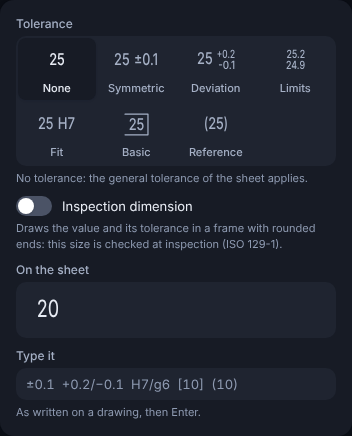 Tolerance
25 25 ±0.1 25 +0.2 -0.1 25.2 24.9
None Symmetric Deviation Limits
25 H7 25 (25)
Fit Basic Reference
No tolerance: the general tolerance of the sheet applies.
Inspection dimension
Draws the value and its tolerance in a frame with rounded
ends: this size is checked at inspection (ISO 129-1).
On the sheet
20
Type it
±0.1 +0.2/−0.1 H7/g6 [10] (10)
As written on a drawing, then Enter.